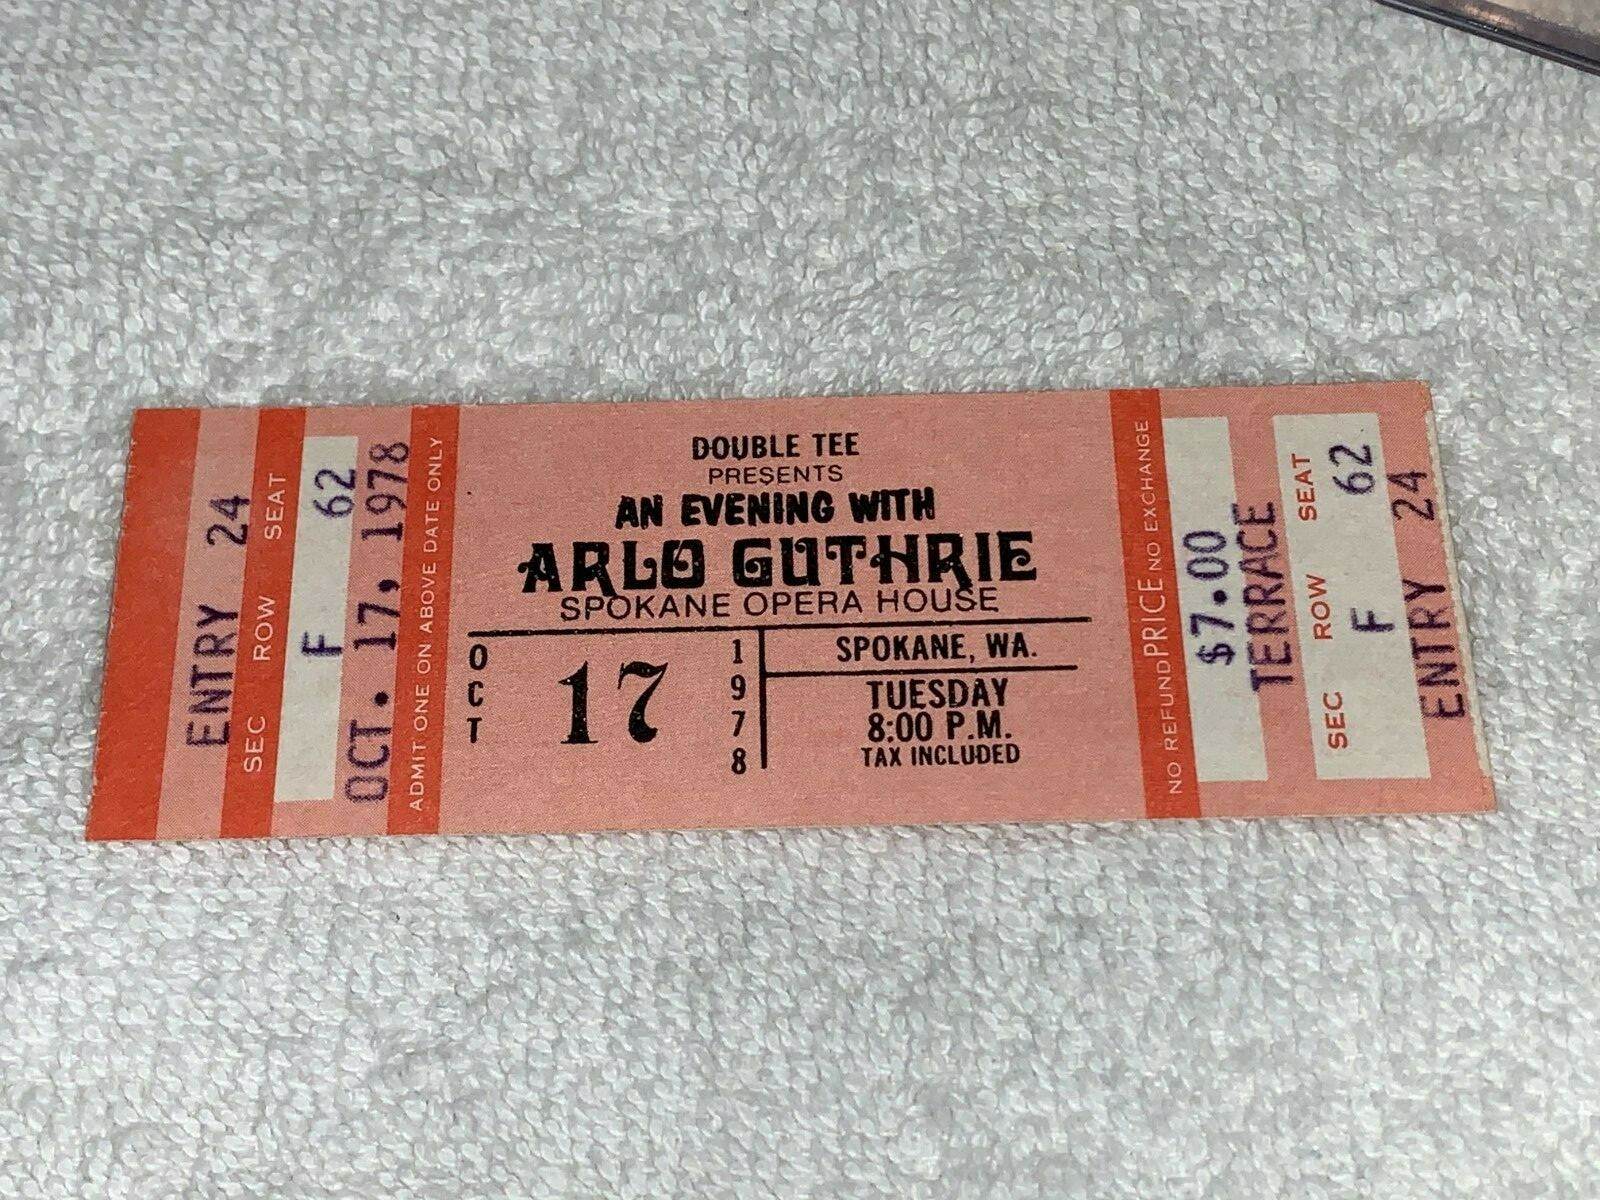 ENTRY 24
SEC ROW SEAT
F 62
OCT. 17, 1978
ADMIT ONE ON ABOVE DATE ONLY
DOUBLE TEE
PRESENTS
AN EVENING WITH
ARLO GUTHRIE
SPOKANE OPERA HOUSE
OCT
17
1978
SPOKANE, WA.
TUESDAY
8:00 P.M.
TAX INCLUDED
NO REFUND PRICE NO EXCHANGE
$7.00
TERRACE
SEC ROW SEAT
F 62
ENTRY 24